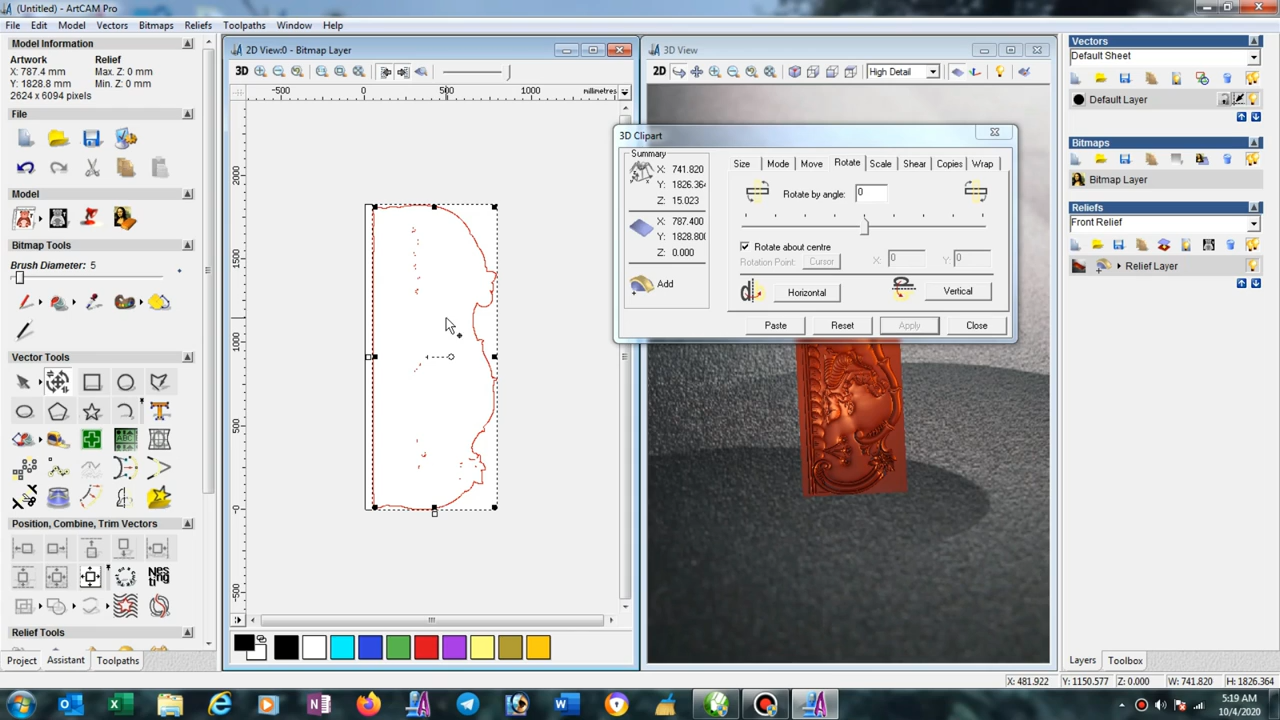 (Untitled) - ArtCAM Pro
File Edit Model Vectors Bitmaps Reliefs Toolpaths Window Help
Model Information
Artwork Relief
X: 787.4 mm Max. Z: 0 mm
Y: 1828.8 mm Min. Z: 0 mm
2624 x 6094 pixels
File
Model
Bitmap Tools
Brush Diameter: 5
Vector Tools
ABC
Position, Combine, Trim Vectors
Nes
ting
Relief Tools
Project Assistant Toolpaths
2D View:0 - Bitmap Layer
3D
-500 0 500 1000 millimetres
2000
1500
1000
500
-0
-500
3D View
2D High Detail
3D Clipart
Summary
X: 741.820
Y: 1826.364
Z: 15.023
X: 787.400
Y: 1828.800
Z: 0.000
Add
Size Mode Move Rotate Scale Shear Copies Wrap
Rotate by angle: 0
Rotate about centre
Rotation Point: Cursor X: 0 Y: 0
Horizontal Vertical
Paste Reset Apply Close
Vectors
Default Sheet
Default Layer
Bitmaps
Bitmap Layer
Reliefs
Front Relief
Relief Layer
Layers Toolbox
X: 481.922 Y: 1150.577 Z: 0.000 W: 741.820 H: 1826.364
5:19 AM
10/4/2020